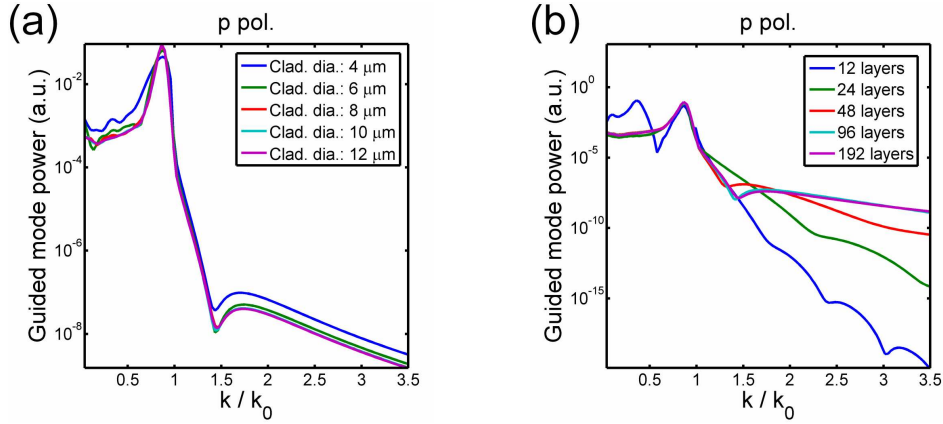 (a)
p pol.
Guided mode power (a.u.)
10⁻²
10⁻⁴
10⁻⁶
10⁻⁸
Clad. dia.: 4 μm
Clad. dia.: 6 μm
Clad. dia.: 8 μm
Clad. dia.: 10 μm
Clad. dia.: 12 μm
0.5 1 1.5 2 2.5 3 3.5
k / k₀
(b)
p pol.
Guided mode power (a.u.)
10⁰
10⁻⁵
10⁻¹⁰
10⁻¹⁵
12 layers
24 layers
48 layers
96 layers
192 layers
0.5 1 1.5 2 2.5 3 3.5
k / k₀